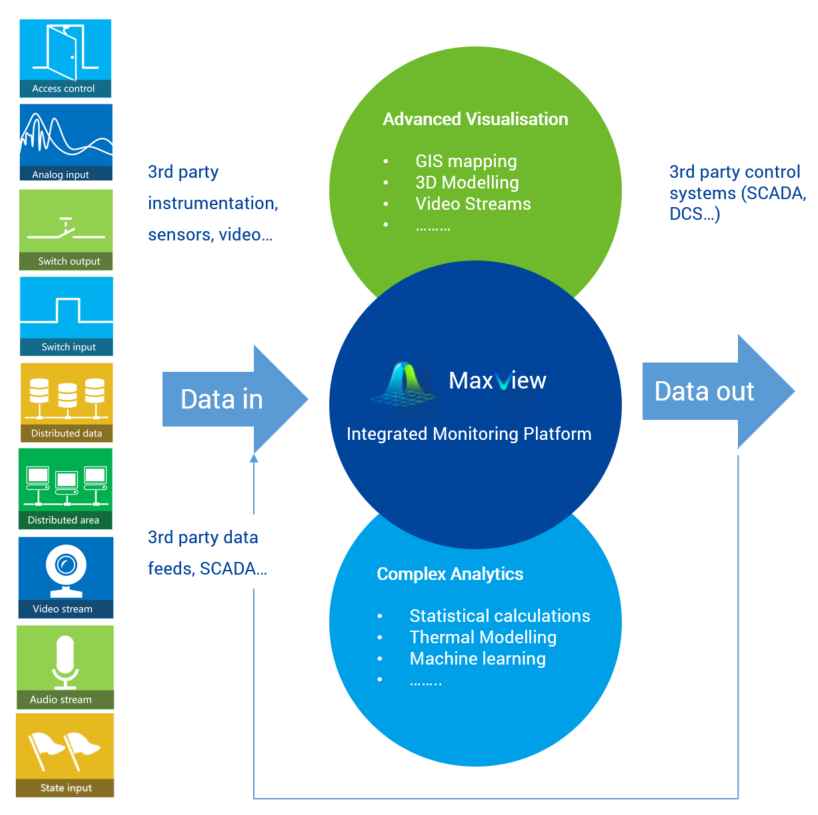 Access control
Analog input
Switch output
Switch input
Distributed data
Distributed area
Video stream
Audio stream
State input
3rd party
instrumentation,
sensors, video...
Data in
3rd party data
feeds, SCADA...
Advanced Visualisation
• GIS mapping
• 3D Modelling
• Video Streams
• .........
MaxView
Integrated Monitoring Platform
Complex Analytics
• Statistical calculations
• Thermal Modelling
• Machine learning
• ........
3rd party control
systems (SCADA,
DCS...)
Data out